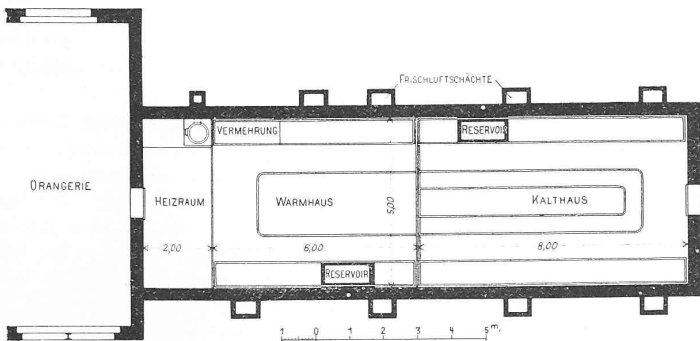 FRISCHLUFTSCHÄCHTE
VERMEHRUNG
RESERVOIR
ORANGERIE
HEIZRAUM
WARMHAUS
5,00
KALTHAUS
2,00
6,00
8,00
RESERVOIR
1 0 1 2 3 4 5 m.